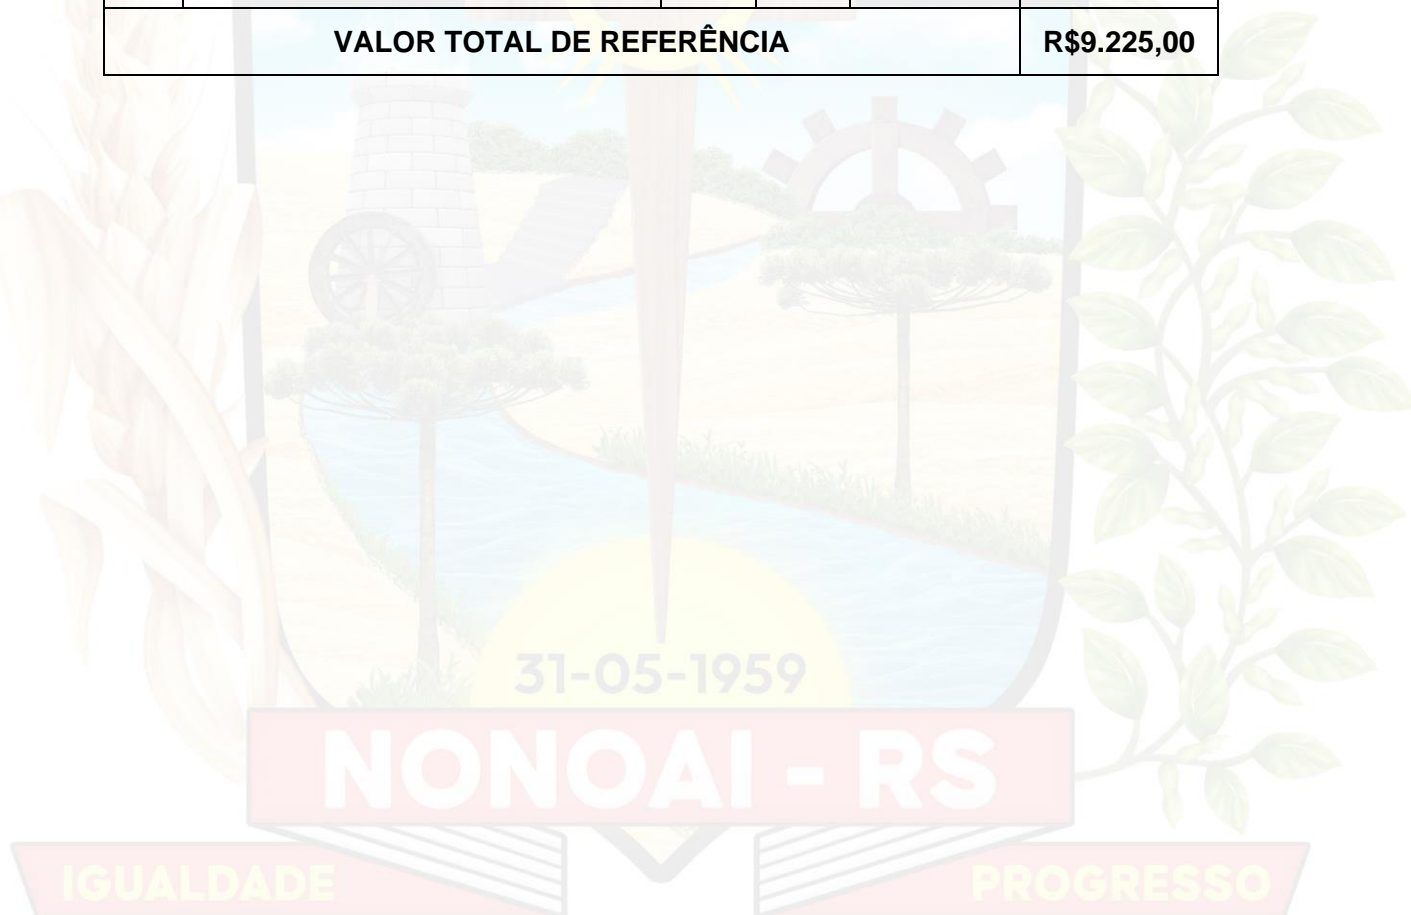 VALOR TOTAL DE REFERÊNCIA R$9.225,00
31-05-1959
NONOAI - RS
IGUALDADE PROGRESSO